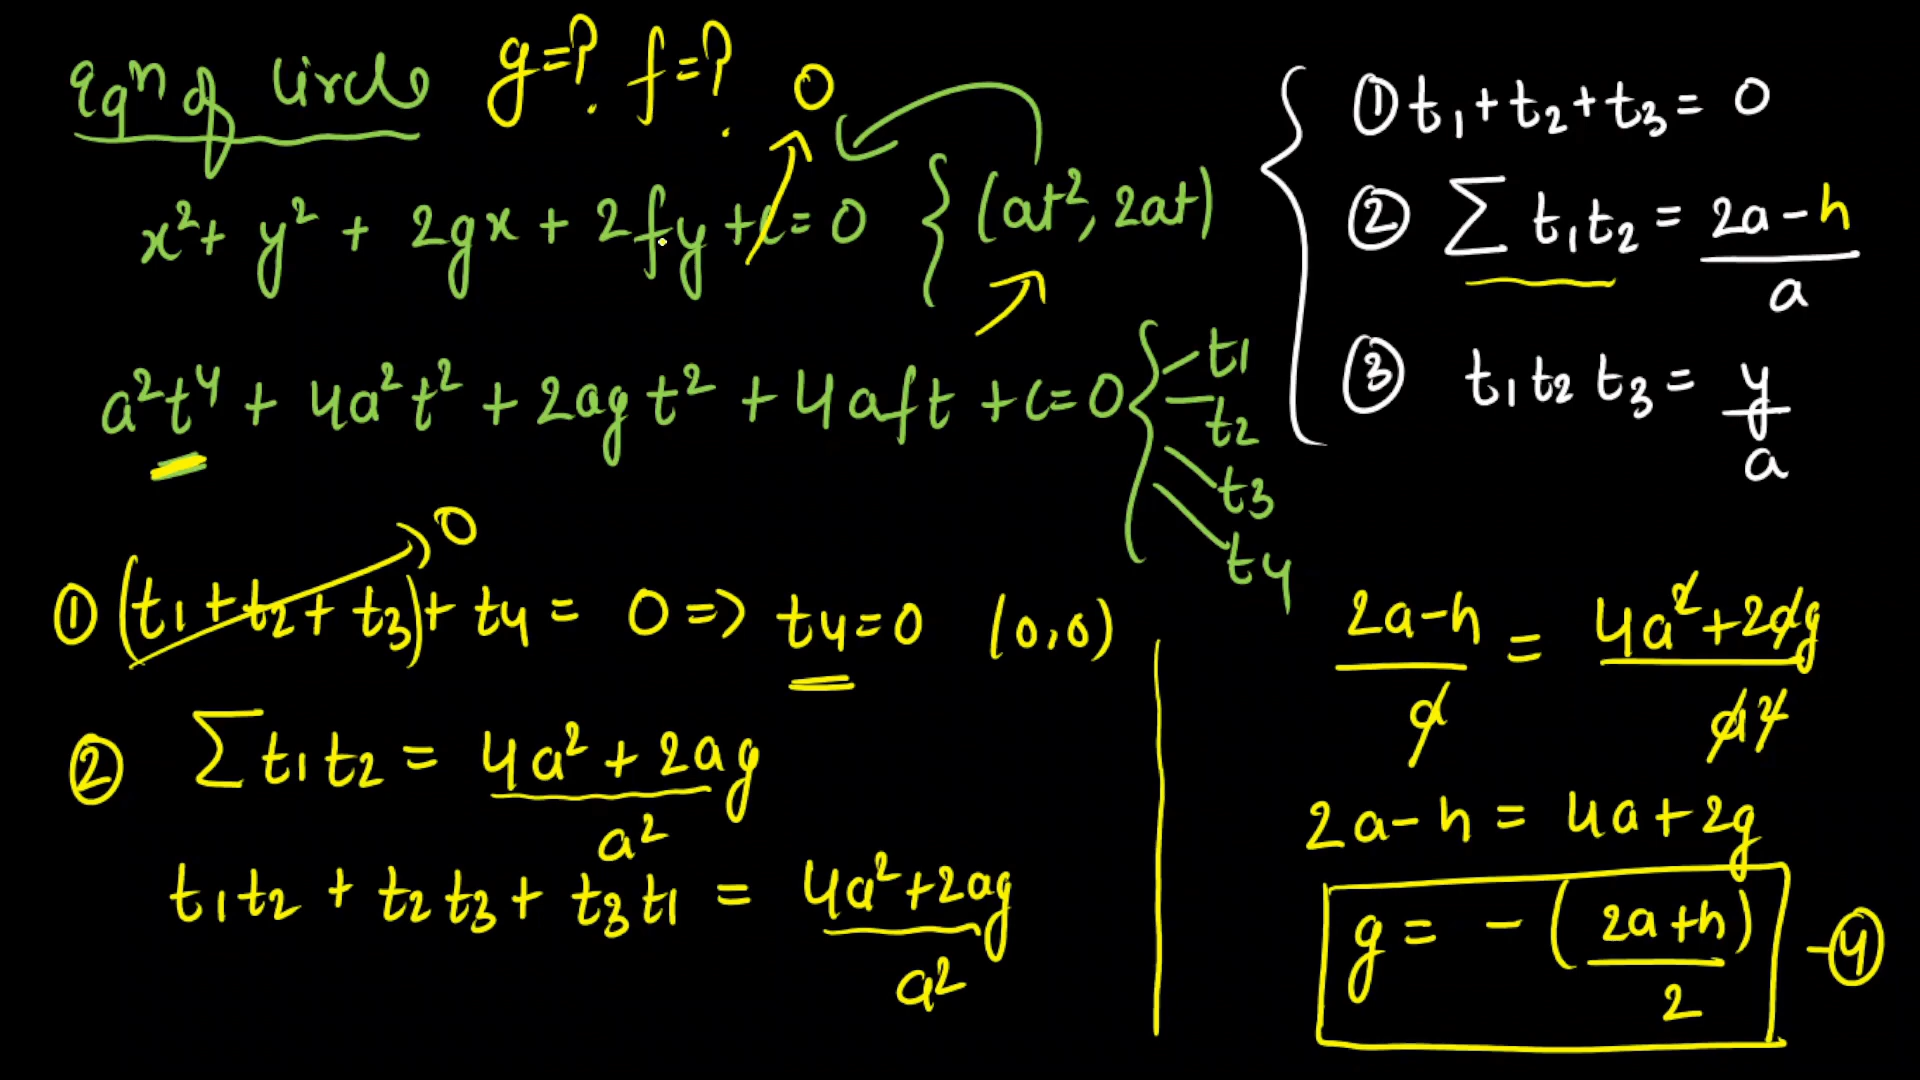 Eqn of Circle g=? . f=? . 0
x² + y² + 2gx + 2fy + c = 0 { (at², 2at)
a²t⁴ + 4a²t² + 2agt² + 4aft + c = 0 {
t1
t2
t3
t4
① t₁ + t₂ + t₃ = 0
② ∑ t₁t₂ = (2a - h)/a
③ t₁ t₂ t₃ = y/a
① (t₁ + t₂ + t₃) + t₄ = 0 => t₄ = 0 (0,0)
0
② ∑ t₁t₂ = (4a² + 2ag)/a²
t₁t₂ + t₂t₃ + t₃t₁ = (4a² + 2ag)/a²
(2a - h)/a = (4a² + 2ag)/a²
2a - h = 4a + 2g
g = - ((2a + h)/2) - ④